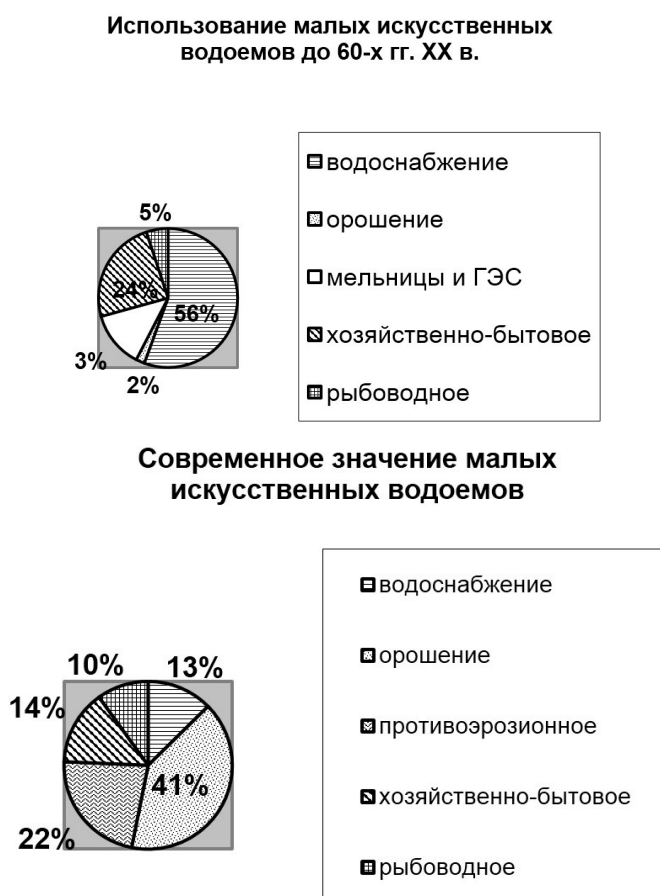 Использование малых искусственных
водоемов до 60-х гг. XX в.
5%
24%
56%
3%
2%
водоснабжение
орошение
мельницы и ГЭС
хозяйственно-бытовое
рыбоводное
Современное значение малых
искусственных водоемов
10%
13%
14%
41%
22%
водоснабжение
орошение
противоэрозионное
хозяйственно-бытовое
рыбоводное